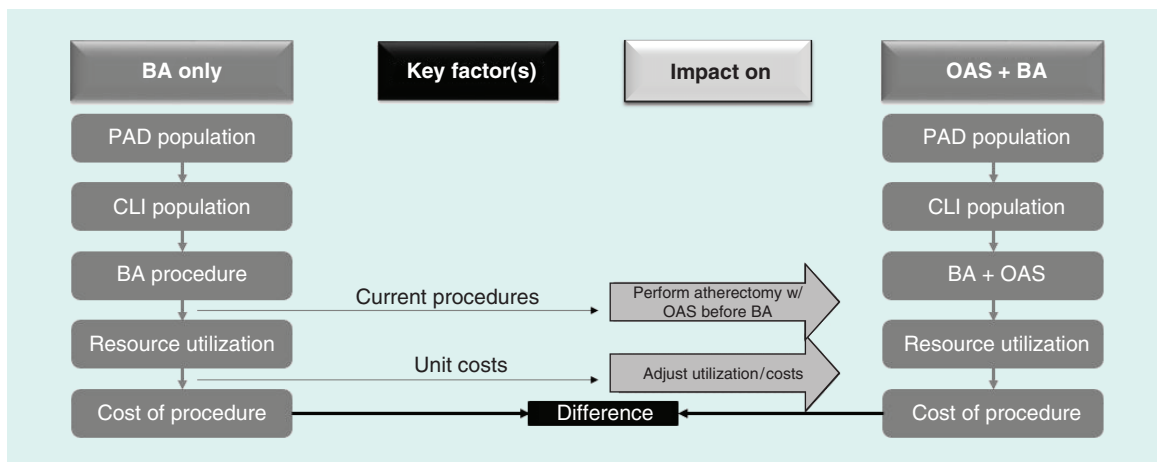 BA only
Key factor(s)
Impact on
OAS + BA
PAD population
PAD population
CLI population
CLI population
BA procedure
BA + OAS
Current procedures
Perform atherectomy w/
OAS before BA
Resource utilization
Resource utilization
Unit costs
Adjust utilization/costs
Cost of procedure
Difference
Cost of procedure